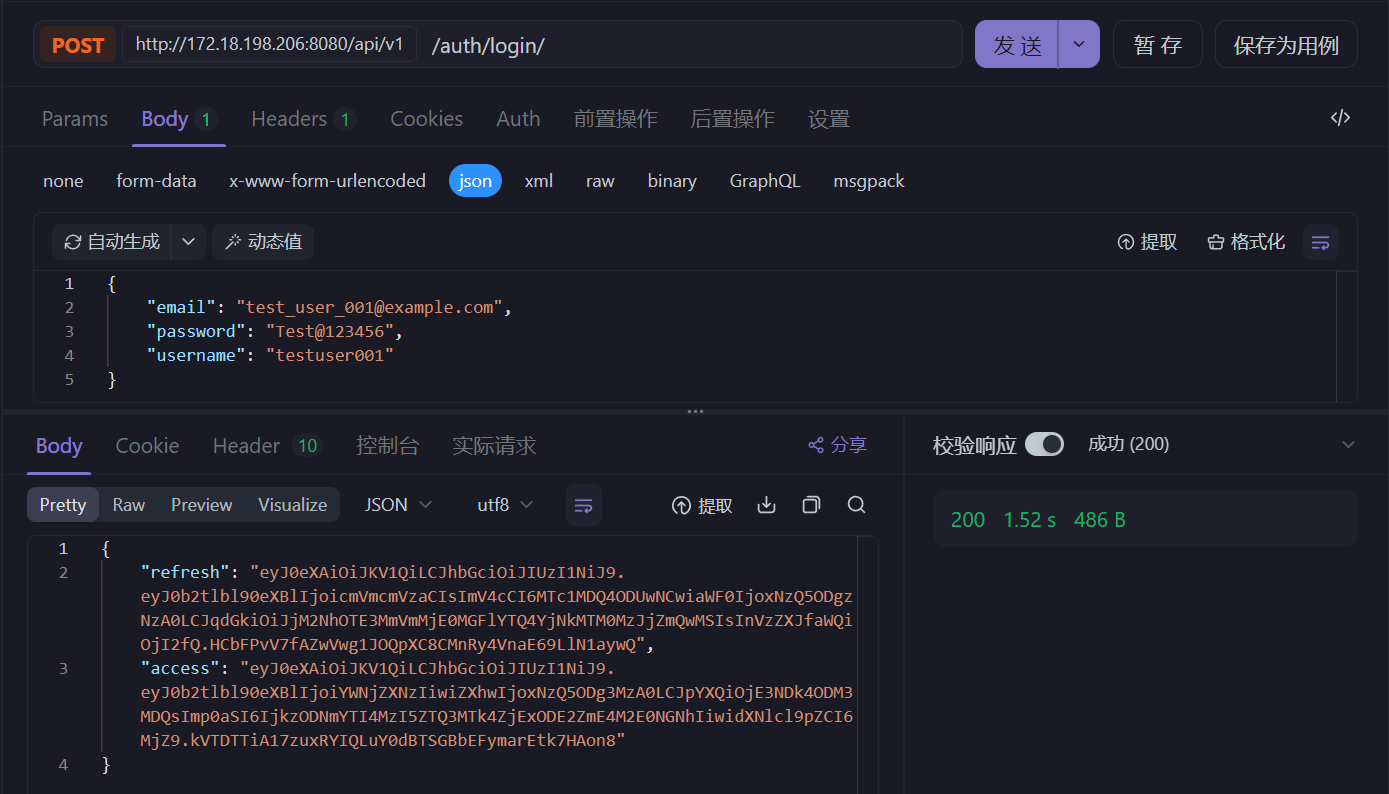 POST http://172.18.198.206:8080/api/v1 /auth/login/ 发 送 暂 存 保存为用例
Params Body 1 Headers 1 Cookies Auth 前置操作 后置操作 设置
none form-data x-www-form-urlencoded json xml raw binary GraphQL msgpack
自动生成 动态值 提取 格式化
1 {
2 "email": "test_user_001@example.com",
3 "password": "Test@123456",
4 "username": "testuser001"
5 }
Body Cookie Header 10 控制台 实际请求 分享 校验响应 成功 (200)
Pretty Raw Preview Visualize JSON utf8 提取
200 1.52 s 486 B
1 {
2 "refresh": "eyJ0eXAiOiJKV1QiLCJhbGciOiJIUzI1NiJ9.
eyJ0b2tlbl90eXBlIjoicmVmcmVzaCIsImV4cCI6MTc1MDQ4ODUwNCwiaWF0IjoxNzQ5ODgz
NzA0LCJqdGkiOiJjM2NhOTE3MmVmMjE0MGFlYTQ4YjNkMTM0MzJjZmQwMSIsInVzZXJfaWQi
OjI2fQ.HCbFPvV7fAZwVwg1JOQpXC8CMnRy4VnaE69LlN1aywQ",
3 "access": "eyJ0eXAiOiJKV1QiLCJhbGciOiJIUzI1NiJ9.
eyJ0b2tlbl90eXBlIjoiYWNjZXNzIiwiZXhwIjoxNzQ5ODg3MzA0LCJpYXQiOjE3NDk4ODM3
MDQsImp0aSI6IjkzODNmYTI4MzI5ZTQ3MTk4ZjExODE2ZmE4M2E0NGNhIiwidXNlcl9pZCI6
MjZ9.kVTDTTiA17zuxRYIQLuY0dBTSGBbEFymarEtk7HAon8"
4 }